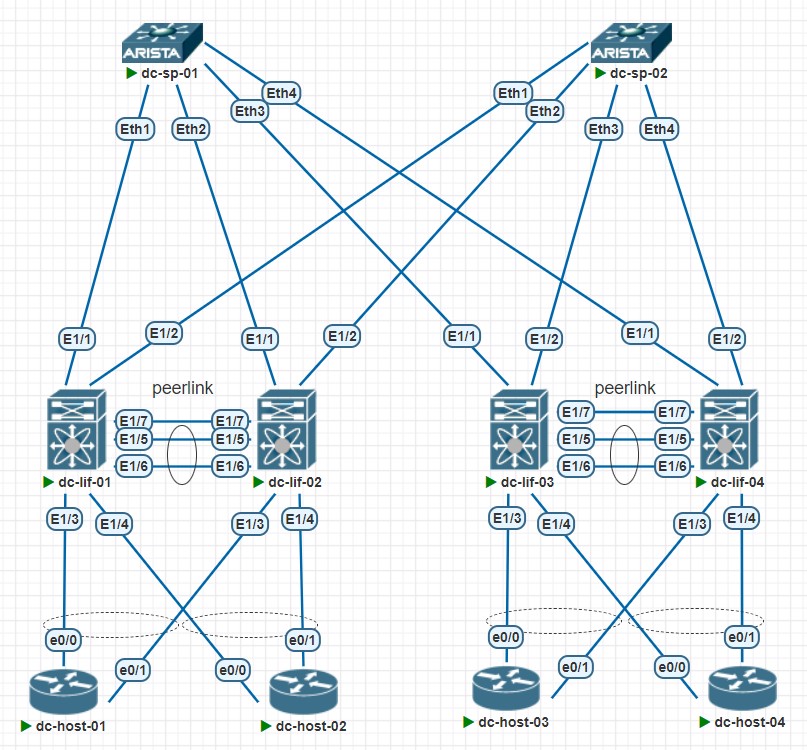 ARISTA
ARISTA
dc-sp-01
dc-sp-02
Eth4
Eth1
Eth3
Eth2
Eth1
Eth2
Eth3
Eth4
E1/1
E1/2
E1/1
E1/2
E1/1
E1/2
E1/1
E1/2
peerlink
peerlink
E1/7
E1/7
E1/7
E1/7
E1/5
E1/5
E1/5
E1/5
E1/6
E1/6
E1/6
E1/6
dc-lif-01
dc-lif-02
dc-lif-03
dc-lif-04
E1/3
E1/4
E1/3
E1/4
E1/3
E1/4
E1/3
E1/4
e0/0
e0/1
e0/0
e0/1
e0/1
e0/0
e0/1
e0/0
dc-host-01
dc-host-02
dc-host-03
dc-host-04